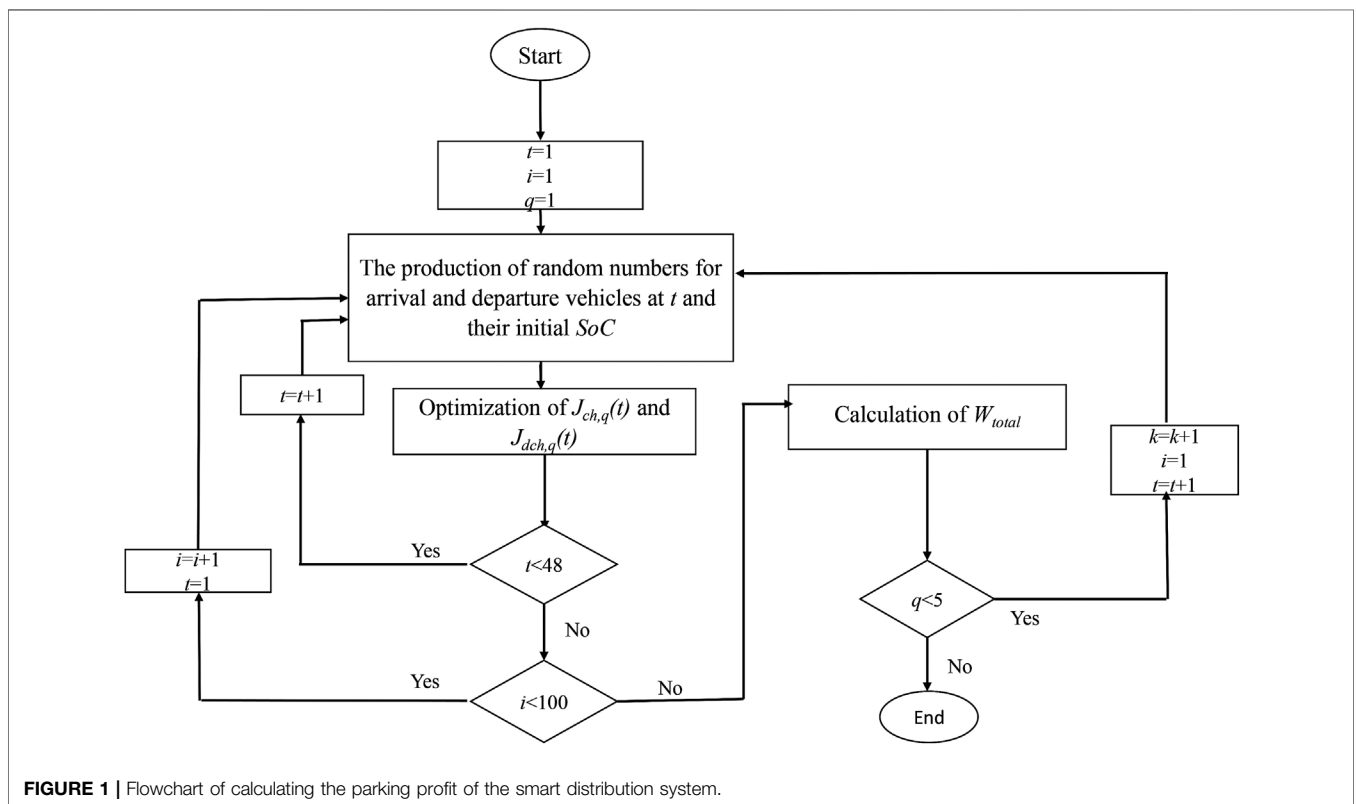 Start
t=1
i=1
q=1
The production of random numbers for
arrival and departure vehicles at t and
their initial SoC
t=t+1
Optimization of Jch,q(t) and
Jdch,q(t)
Calculation of Wtotal
k=k+1
i=1
t=t+1
i=i+1
t=1
Yes
t<48
q<5
Yes
No
Yes
i<100
No
No
End
FIGURE 1 | Flowchart of calculating the parking profit of the smart distribution system.